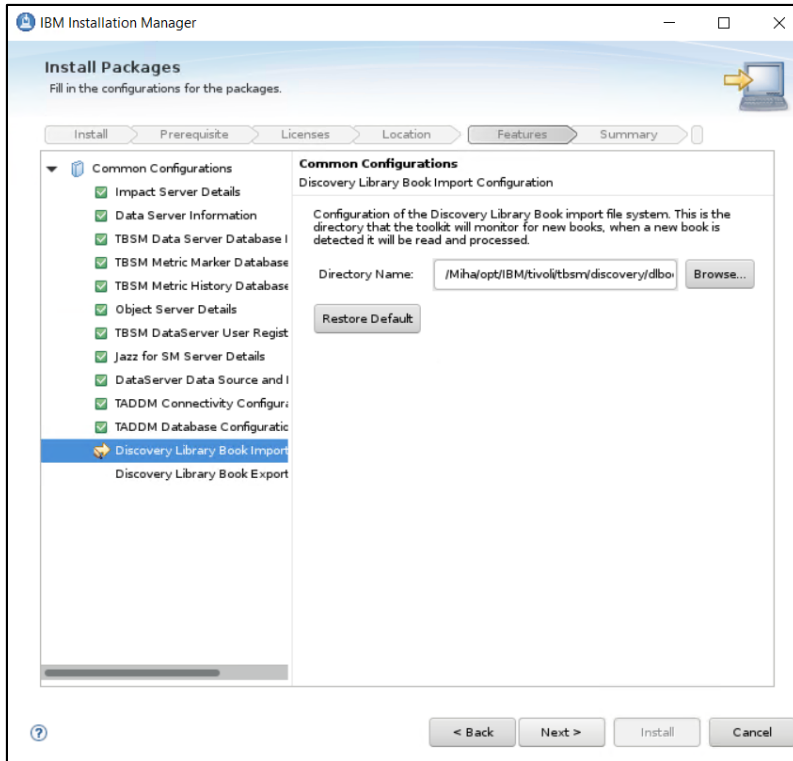 IBM Installation Manager
Install Packages
Fill in the configurations for the packages.
Install
Prerequisite
Licenses
Location
Features
Summary
Common Configurations
Impact Server Details
Data Server Information
TBSM Data Server Database I
TBSM Metric Marker Database
TBSM Metric History Database
Object Server Details
TBSM DataServer User Regist
Jazz for SM Server Details
DataServer Data Source and I
TADDM Connectivity Configura
TADDM Database Configuratio
Discovery Library Book Import
Discovery Library Book Export
Common Configurations
Discovery Library Book Import Configuration
Configuration of the Discovery Library Book import file system. This is the
directory that the toolkit will monitor for new books, when a new book is
detected it will be read and processed.
Directory Name:
/Miha/opt/IBM/tivoli/tbsm/discovery/dlboo
Browse...
Restore Default
?
< Back
Next >
Install
Cancel